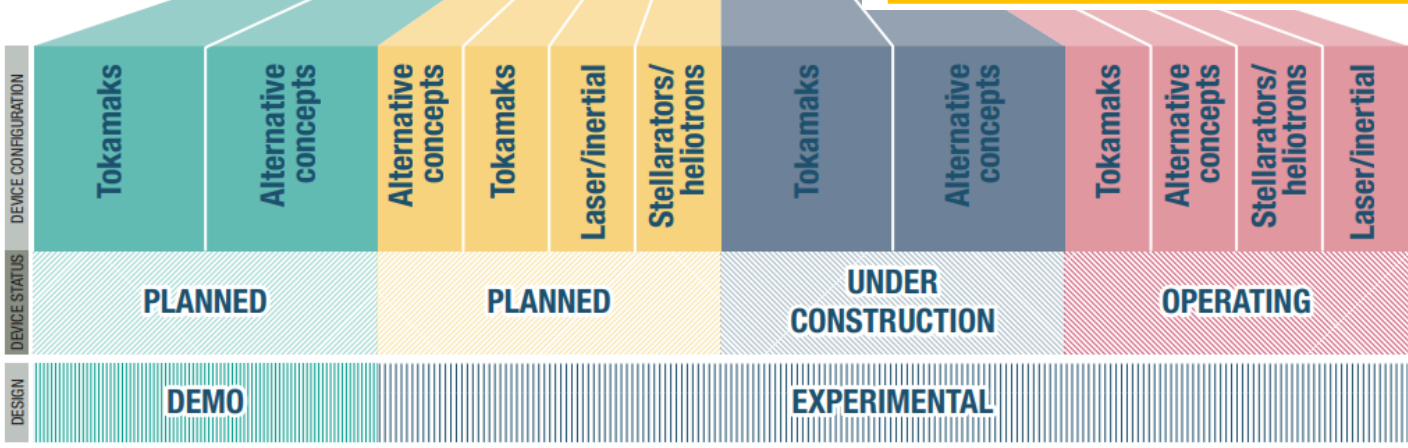 DEVICE CONFIGURATION
Tokamaks
Alternative
concepts
Alternative
concepts
Tokamaks
Laser/inertial
Stellarators/
heliotrons
Tokamaks
Alternative
concepts
Tokamaks
Alternative
concepts
Stellarators/
heliotrons
Laser/inertial
DEVICE STATUS
PLANNED
PLANNED
UNDER
CONSTRUCTION
OPERATING
DESIGN
DEMO
EXPERIMENTAL